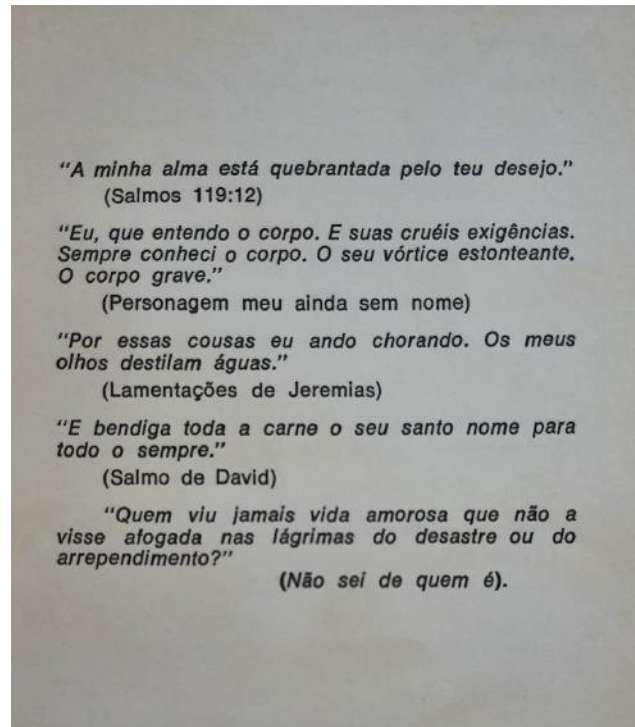 "A minha alma está quebrantada pelo teu desejo."
(Salmos 119:12)
"Eu, que entendo o corpo. E suas cruéis exigências.
Sempre conheci o corpo. O seu vórtice estonteante.
O corpo grave."
(Personagem meu ainda sem nome)
"Por essas cousas eu ando chorando. Os meus
olhos destilam águas."
(Lamentações de Jeremias)
"E bendiga toda a carne o seu santo nome para
todo o sempre."
(Salmo de David)
"Quem viu jamais vida amorosa que não a
visse afogada nas lágrimas do desastre ou do
arrependimento?"
(Não sei de quem é).